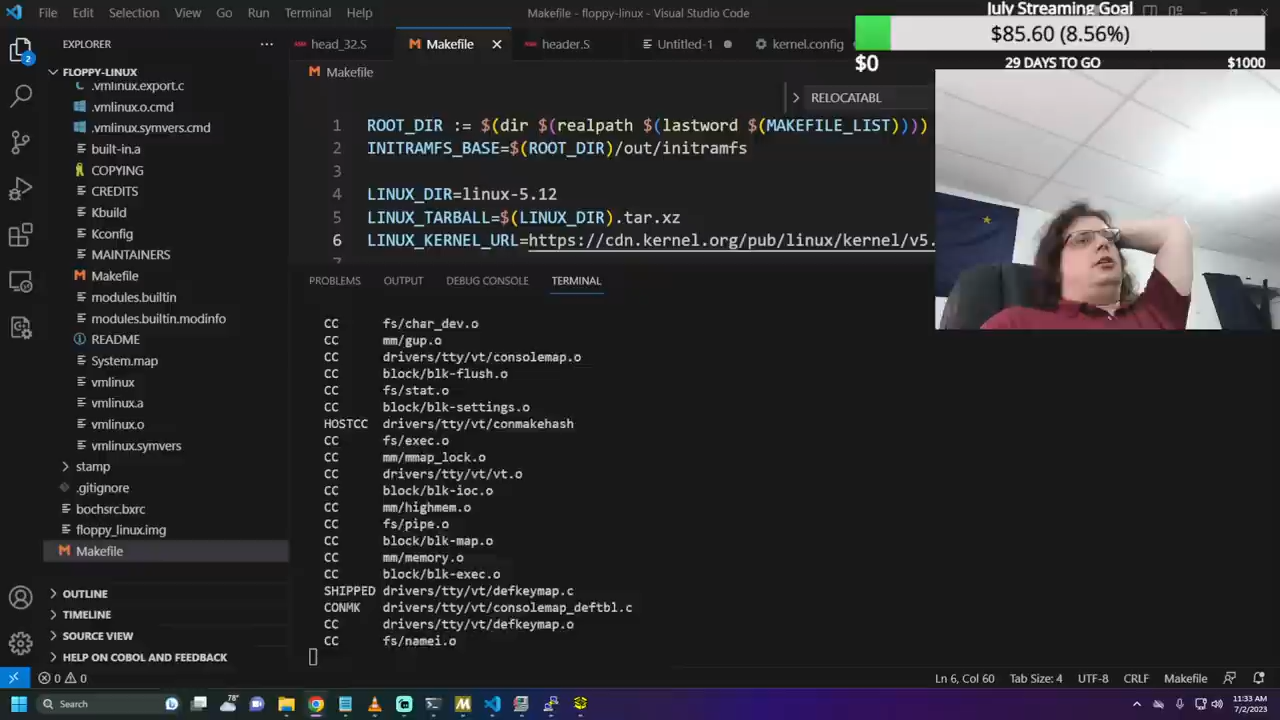 File Edit Selection View Go Run Terminal Help
Makefile - floppy-linux - Visual Studio Code
July Streaming Goal
$85.60 (8.56%)
$0 29 DAYS TO GO $1000
EXPLORER
head_32.S Makefile header.S Untitled-1 kernel.config
FLOPPY-LINUX
Makefile
.vmlinux.export.c
.vmlinux.o.cmd
.vmlinux.symvers.cmd
built-in.a
COPYING
CREDITS
Kbuild
Kconfig
MAINTAINERS
Makefile
modules.builtin
modules.builtin.modinfo
README
System.map
vmlinux
vmlinux.a
vmlinux.o
vmlinux.symvers
stamp
.gitignore
bochsrc.bxrc
floppy_linux.img
Makefile
OUTLINE
TIMELINE
SOURCE VIEW
HELP ON COBOL AND FEEDBACK
2
RELOCATABL
1 ROOT_DIR := $(dir $(realpath $(lastword $(MAKEFILE_LIST))))
2 INITRAMFS_BASE=$(ROOT_DIR)/out/initramfs
3
4 LINUX_DIR=linux-5.12
5 LINUX_TARBALL=$(LINUX_DIR).tar.xz
6 LINUX_KERNEL_URL=https://cdn.kernel.org/pub/linux/kernel/v5.
PROBLEMS OUTPUT DEBUG CONSOLE TERMINAL
CC fs/char_dev.o
CC mm/gup.o
CC drivers/tty/vt/consolemap.o
CC block/blk-flush.o
CC fs/stat.o
CC block/blk-settings.o
HOSTCC drivers/tty/vt/conmakehash
CC fs/exec.o
CC mm/mmap_lock.o
CC drivers/tty/vt/vt.o
CC block/blk-ioc.o
CC mm/highmem.o
CC fs/pipe.o
CC block/blk-map.o
CC mm/memory.o
CC block/blk-exec.o
SHIPPED drivers/tty/vt/defkeymap.c
CONMK drivers/tty/vt/consolemap_deftbl.c
CC drivers/tty/vt/defkeymap.o
CC fs/namei.o
0 0 Ln 6, Col 60 Tab Size: 4 UTF-8 CRLF Makefile
Search
78°
11:33 AM
7/2/2023